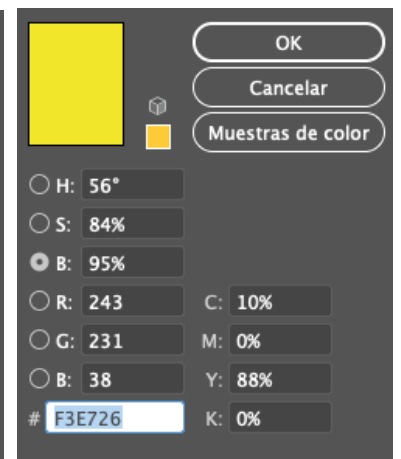 OK
Cancelar
Muestras de color
H: 56°
S: 84%
B: 95%
R: 243 C: 10%
G: 231 M: 0%
B: 38 Y: 88%
# F3E726 K: 0%